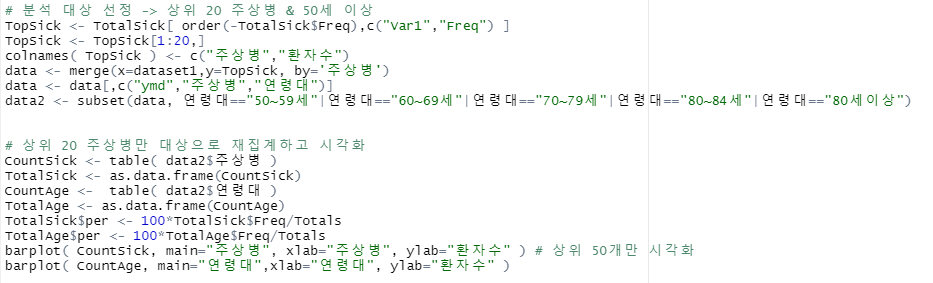 # 분석 대상 선정 -> 상위 20 주상병 & 50세 이상
TopSick <- TotalSick[ order(-TotalSick$Freq),c("Var1","Freq") ]
TopSick <- TopSick[1:20,]
colnames( TopSick ) <- c("주상병","환자수")
data <- merge(x=dataset1,y=TopSick, by='주상병')
data <- data[,c("ymd","주상병","연령대")]
data2 <- subset(data, 연령대=="50~59세"|연령대=="60~69세"|연령대=="70~79세"|연령대=="80~84세"|연령대=="80세이상")
# 상위 20 주상병만 대상으로 재집계하고 시각화
CountSick <- table( data2$주상병 )
TotalSick <- as.data.frame(CountSick)
CountAge <-  table( data2$연령대 )
TotalAge <- as.data.frame(CountAge)
TotalSick$per <- 100*TotalSick$Freq/Totals
TotalAge$per <- 100*TotalAge$Freq/Totals
barplot( CountSick, main="주상병", xlab="주상병", ylab="환자수" ) # 상위 50개만 시각화
barplot( CountAge, main="연령대",xlab="연령대", ylab="환자수" )